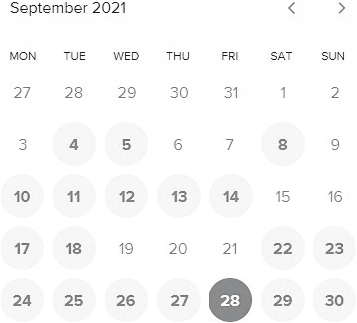 September 2021
MON TUE WED THU FRI SAT SUN
27 28 29 30 31 1 2
3 4 5 6 7 8 9
10 11 12 13 14 15 16
17 18 19 20 21 22 23
24 25 26 27 28 29 30